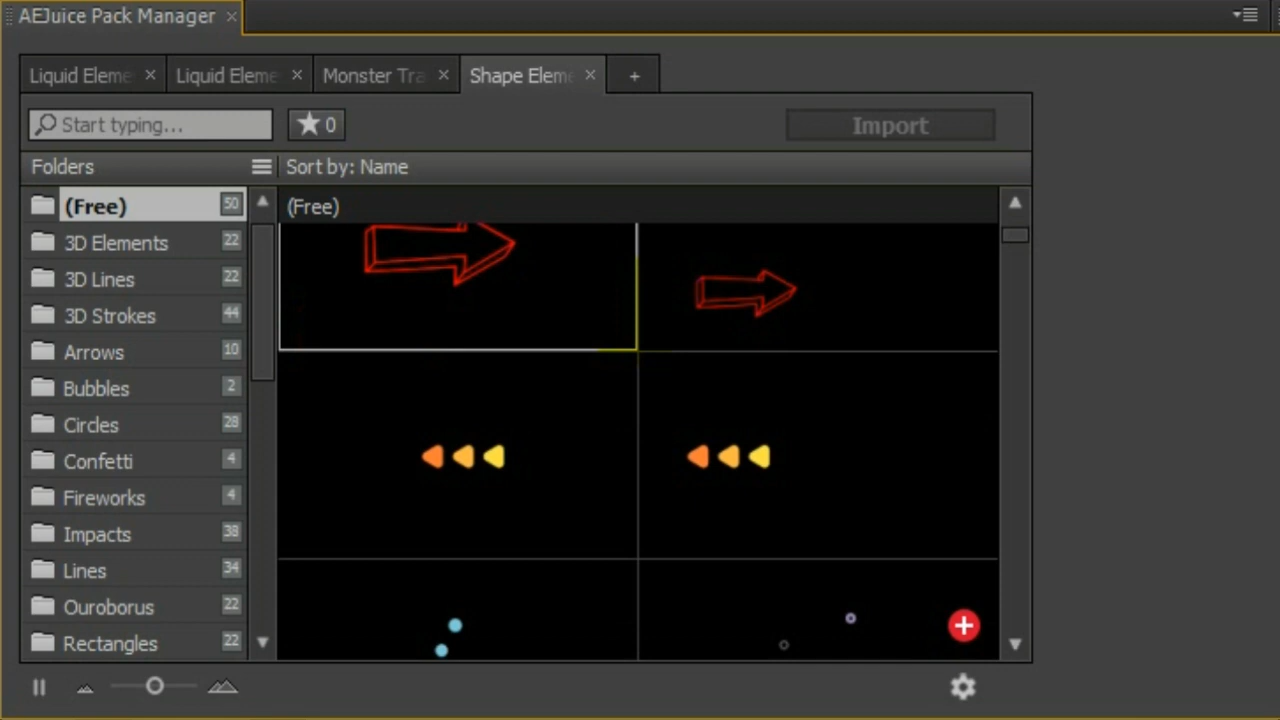 AEJuice Pack Manager
Liquid Eleme Liquid Eleme Monster Tra Shape Elem +
Start typing... 0 Import
Folders Sort by: Name
(Free) 50 (Free)
3D Elements 22
3D Lines 22
3D Strokes 44
Arrows 10
Bubbles 2
Circles 28
Confetti 4
Fireworks 4
Impacts 38
Lines 34
Ouroborus 22
Rectangles 22